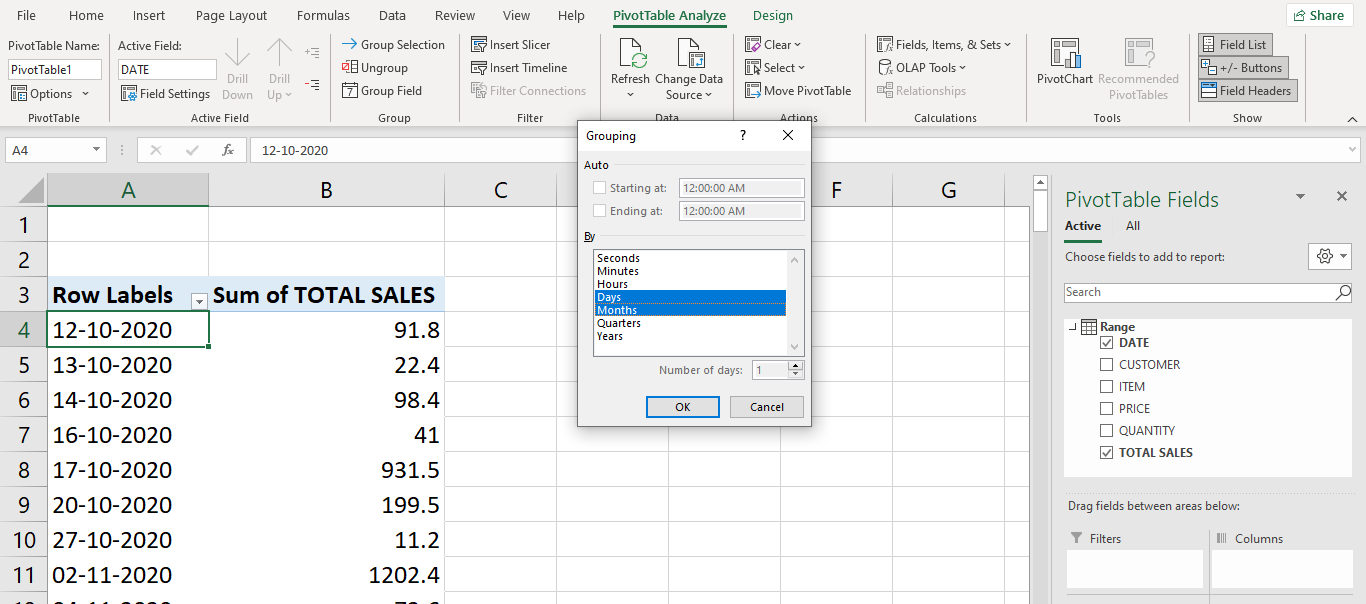 File Home Insert Page Layout Formulas Data Review View Help PivotTable Analyze Design Share
PivotTable Name:
PivotTable1
Options
PivotTable
Active Field:
DATE
Field Settings
Drill Down
Drill Up
Active Field
Group Selection
Ungroup
Group Field
Group
Insert Slicer
Insert Timeline
Filter Connections
Filter
Refresh
Change Data Source
Data
Clear
Select
Move PivotTable
Actions
Fields, Items, & Sets
OLAP Tools
Relationships
Calculations
PivotChart
Recommended PivotTables
Tools
Field List
+/- Buttons
Field Headers
Show
A4 fx 12-10-2020
A B C F G
1
2
3 Row Labels Sum of TOTAL SALES
4 12-10-2020 91.8
5 13-10-2020 22.4
6 14-10-2020 98.4
7 16-10-2020 41
8 17-10-2020 931.5
9 20-10-2020 199.5
10 27-10-2020 11.2
11 02-11-2020 1202.4
Grouping ?
Auto
Starting at: 12:00:00 AM
Ending at: 12:00:00 AM
By
Seconds
Minutes
Hours
Days
Months
Quarters
Years
Number of days: 1
OK Cancel
PivotTable Fields
Active All
Choose fields to add to report:
Search
Range
DATE
CUSTOMER
ITEM
PRICE
QUANTITY
TOTAL SALES
Drag fields between areas below:
Filters Columns